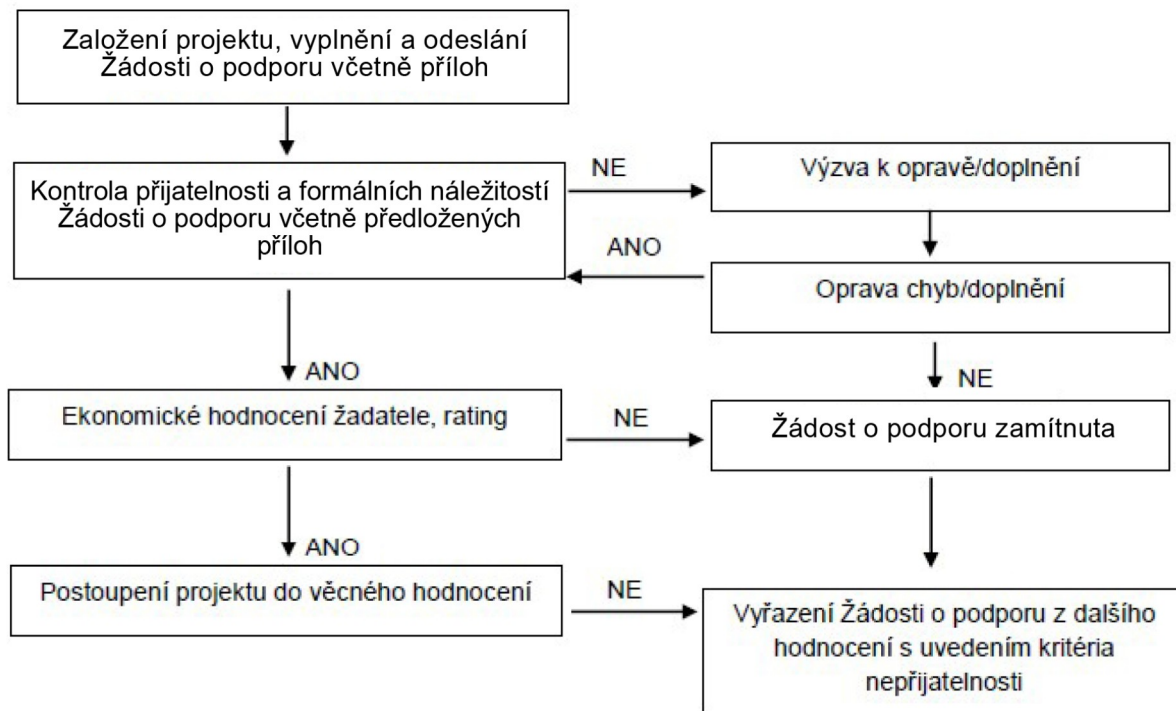 Založení projektu, vyplnění a odeslání
Žádosti o podporu včetně příloh
NE
Výzva k opravě/doplnění
Kontrola přijatelnosti a formálních náležitostí
Žádosti o podporu včetně předložených
příloh
ANO
Oprava chyb/doplnění
ANO
NE
Ekonomické hodnocení žadatele, rating
NE
Žádost o podporu zamítnuta
ANO
Postoupení projektu do věcného hodnocení
NE
Vyřazení Žádosti o podporu z dalšího
hodnocení s uvedením kritéria
nepřijatelnosti